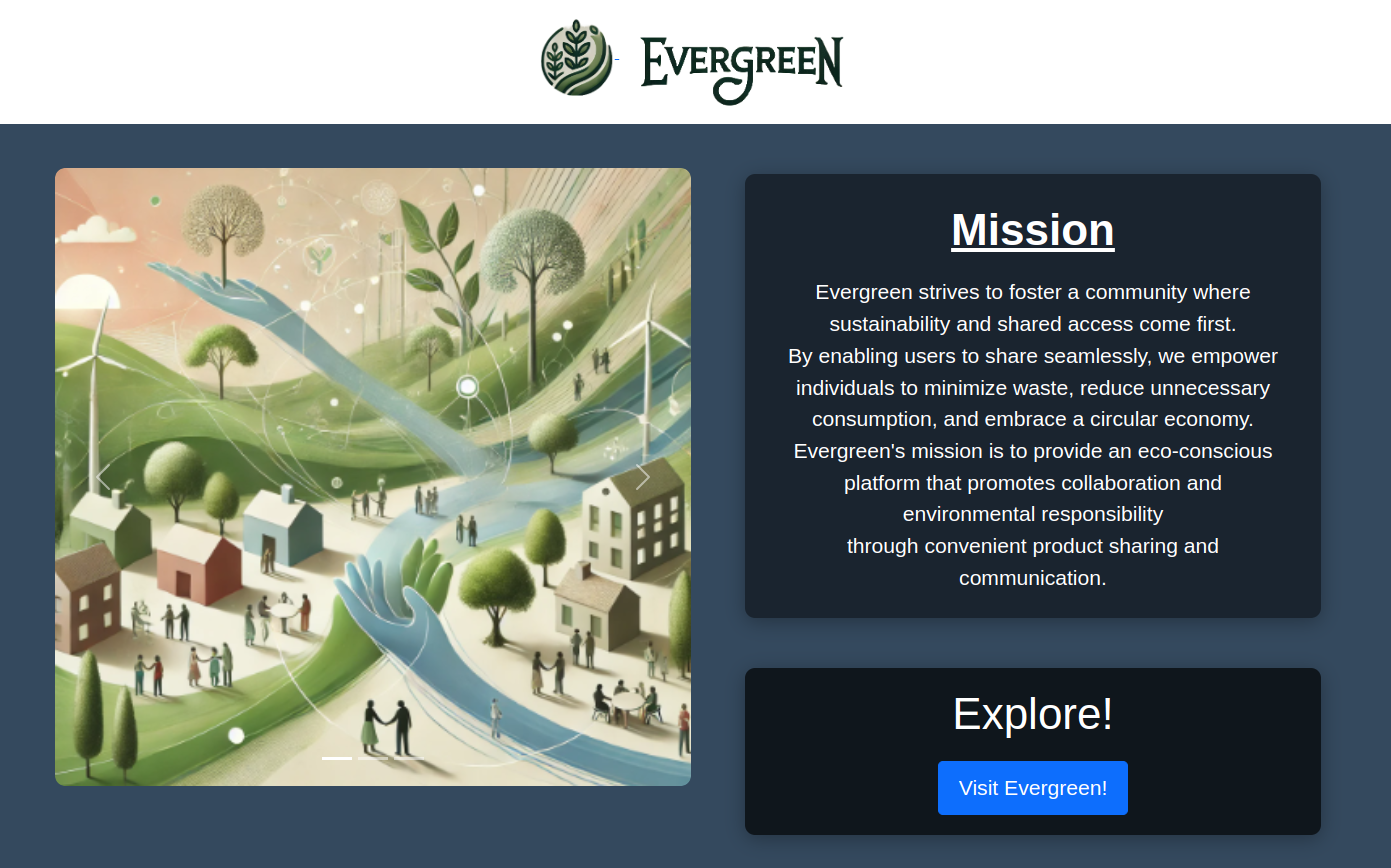 Evergreen
Mission
Evergreen strives to foster a community where
sustainability and shared access come first.
By enabling users to share seamlessly, we empower
individuals to minimize waste, reduce unnecessary
consumption, and embrace a circular economy.
Evergreen's mission is to provide an eco-conscious
platform that promotes collaboration and
environmental responsibility
through convenient product sharing and
communication.
Explore!
Visit Evergreen!